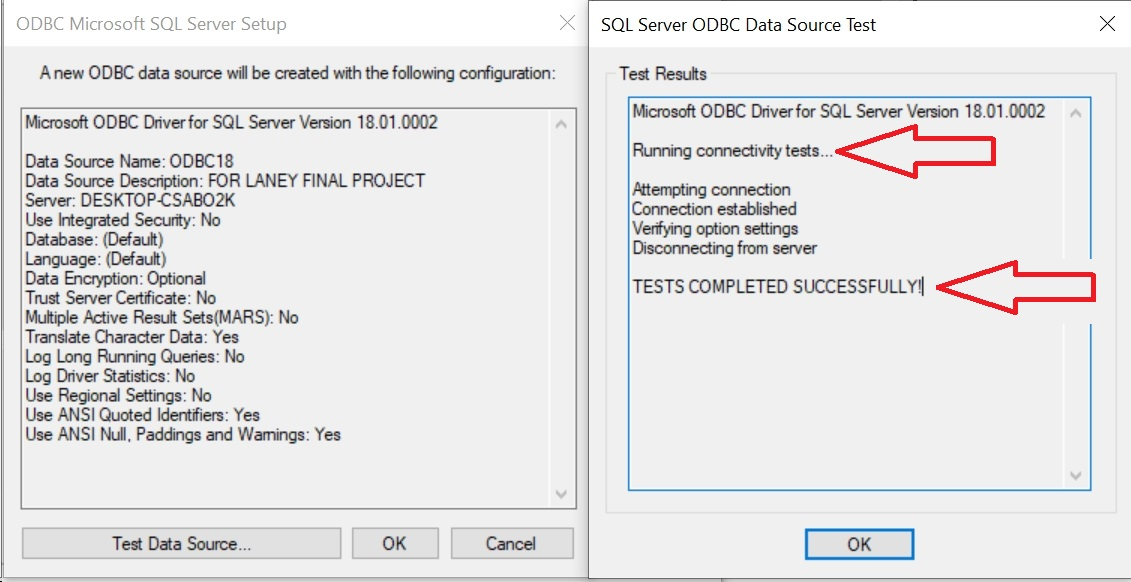 ODBC Microsoft SQL Server Setup
A new ODBC data source will be created with the following configuration:
Microsoft ODBC Driver for SQL Server Version 18.01.0002
Data Source Name: ODBC18
Data Source Description: FOR LANEY FINAL PROJECT
Server: DESKTOP-CSABO2K
Use Integrated Security: No
Database: (Default)
Language: (Default)
Data Encryption: Optional
Trust Server Certificate: No
Multiple Active Result Sets(MARS): No
Translate Character Data: Yes
Log Long Running Queries: No
Log Driver Statistics: No
Use Regional Settings: No
Use ANSI Quoted Identifiers: Yes
Use ANSI Null, Paddings and Warnings: Yes
Test Data Source...
OK
Cancel
SQL Server ODBC Data Source Test
Test Results
Microsoft ODBC Driver for SQL Server Version 18.01.0002
Running connectivity tests...
Attempting connection
Connection established
Verifying option settings
Disconnecting from server
TESTS COMPLETED SUCCESSFULLY!
OK